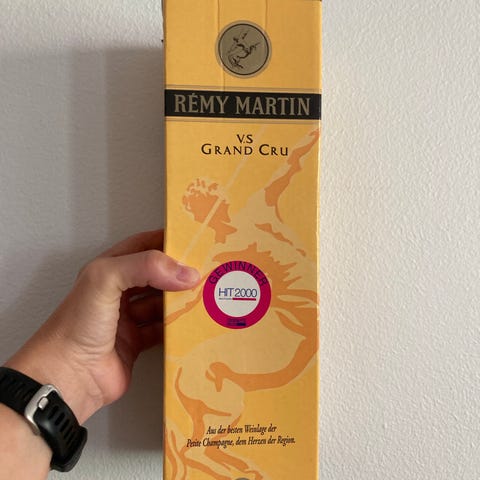 RÉMY MARTIN
V.S
GRAND CRU
GEWINNER
HIT 2000
Aus der besten Weinlage der
Petite Champagne, dem Herzen der Region.